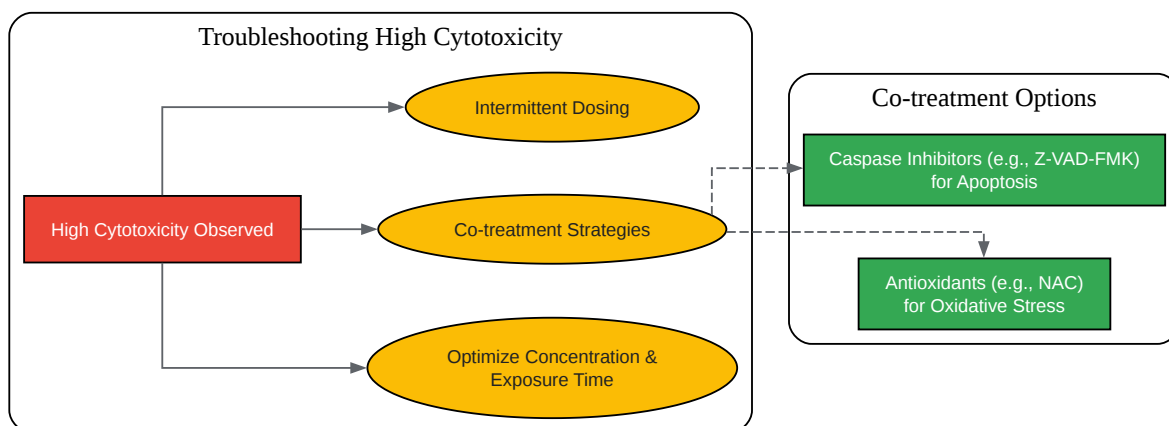 Troubleshooting High Cytotoxicity
Intermittent Dosing
High Cytotoxicity Observed
Co-treatment Strategies
Optimize Concentration &
Exposure Time
Co-treatment Options
Caspase Inhibitors (e.g., Z-VAD-FMK)
for Apoptosis
Antioxidants (e.g., NAC)
for Oxidative Stress